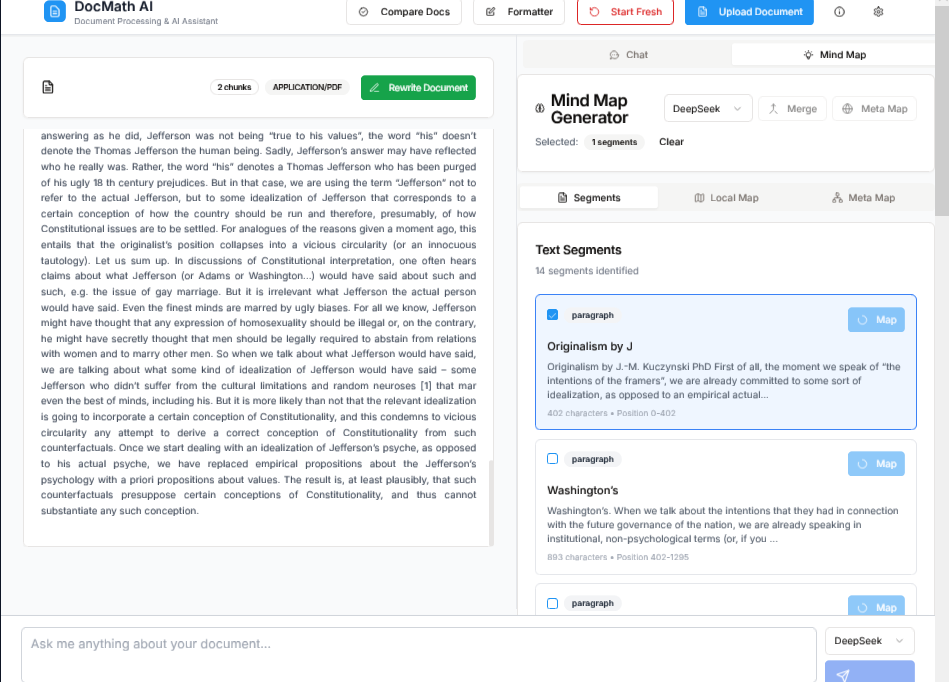 DocMath AI
Document Processing & AI Assistant
Compare Docs
Formatter
Start Fresh
Upload Document
2 chunks
APPLICATION/PDF
Rewrite Document
answering as he did, Jefferson was not being “true to his values”, the word “his” doesn’t
denote the Thomas Jefferson the human being. Sadly, Jefferson’s answer may have reflected
who he really was. Rather, the word “his” denotes a Thomas Jefferson who has been purged
of his ugly 18 th century prejudices. But in that case, we are using the term “Jefferson” not to
refer to the actual Jefferson, but to some idealization of Jefferson that corresponds to a
certain conception of how the country should be run and therefore, presumably, of how
Constitutional issues are to be settled. For analogues of the reasons given a moment ago, this
entails that the originalist’s position collapses into a vicious circularity (or an innocuous
tautology). Let us sum up. In discussions of Constitutional interpretation, one often hears
claims about what Jefferson (or Adams or Washington...) would have said about such and
such, e.g. the issue of gay marriage. But it is irrelevant what Jefferson the actual person
would have said. Even the finest minds are marred by ugly biases. For all we know, Jefferson
might have thought that any expression of homosexuality should be illegal or, on the contrary,
he might have secretly thought that men should be legally required to abstain from relations
with women and to marry other men. So when we talk about what Jefferson would have said,
we are talking about what some kind of idealization of Jefferson would have said – some
Jefferson who didn’t suffer from the cultural limitations and random neuroses [1] that mar
even the best of minds, including his. But it is more likely than not that the relevant idealization
is going to incorporate a certain conception of Constitutionality, and this condemns to vicious
circularity any attempt to derive a correct conception of Constitutionality from such
counterfactuals. Once we start dealing with an idealization of Jefferson’s psyche, as opposed
to his actual psyche, we have replaced empirical propositions about the Jefferson’s
psychology with a priori propositions about values. The result is, at least plausibly, that such
counterfactuals presuppose certain conceptions of Constitutionality, and thus cannot
substantiate any such conception.
Chat
Mind Map
Mind Map
Generator
DeepSeek
Merge
Meta Map
Selected: 1 segments Clear
Segments
Local Map
Meta Map
Text Segments
14 segments identified
paragraph
Map
Originalism by J
Originalism by J.-M. Kuczynski PhD First of all, the moment we speak of “the
intentions of the framers”, we are already committed to some sort of
idealization, as opposed to an empirical actual...
402 characters • Position 0-402
paragraph
Map
Washington’s
Washington’s. When we talk about the intentions that they had in connection
with the future governance of the nation, we are already speaking in
institutional, non-psychological terms (or, if you ...
893 characters • Position 402-1295
paragraph
Map
Ask me anything about your document...
DeepSeek